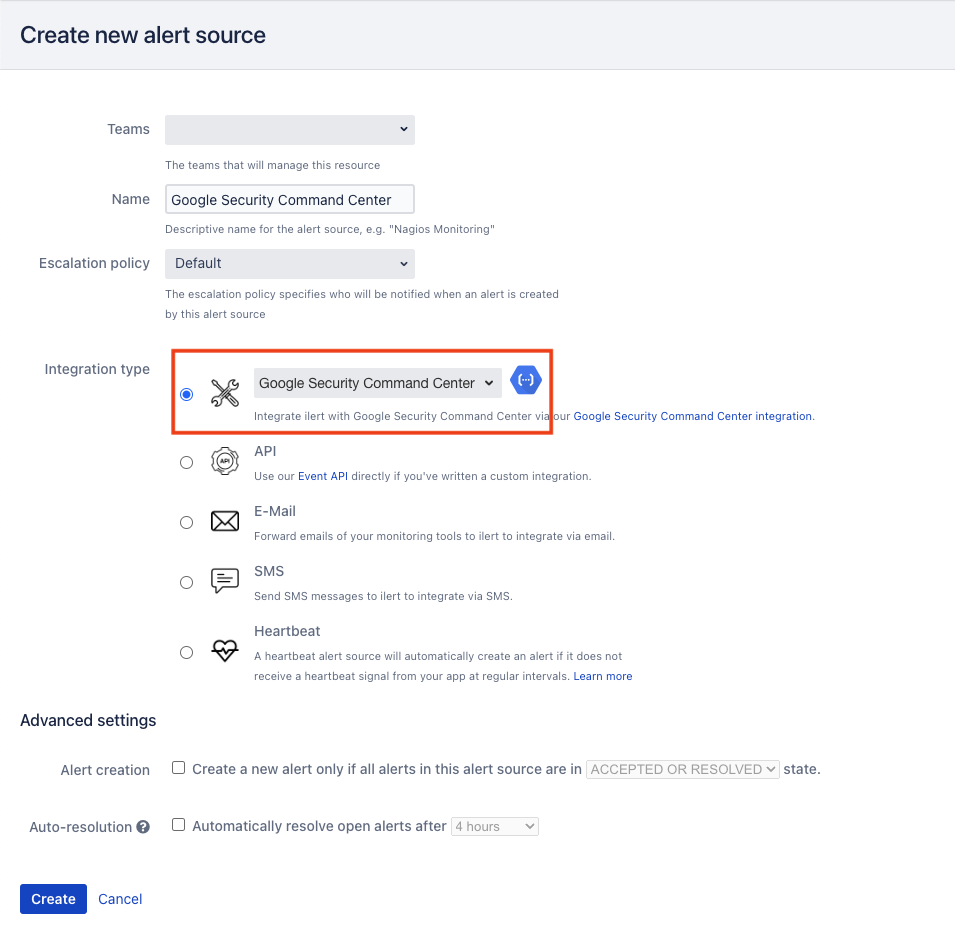 Create new alert source
Teams
The teams that will manage this resource
Name
Google Security Command Center
Descriptive name for the alert source, e.g. "Nagios Monitoring"
Escalation policy
Default
The escalation policy specifies who will be notified when an alert is created
by this alert source
Integration type
Google Security Command Center
Integrate ilert with Google Security Command Center via our Google Security Command Center integration.
API
API
Use our Event API directly if you've written a custom integration.
E-Mail
Forward emails of your monitoring tools to ilert to integrate via email.
SMS
Send SMS messages to ilert to integrate via SMS.
Heartbeat
A heartbeat alert source will automatically create an alert if it does not
receive a heartbeat signal from your app at regular intervals. Learn more
Advanced settings
Alert creation
Create a new alert only if all alerts in this alert source are in ACCEPTED OR RESOLVED state.
Auto-resolution ?
Automatically resolve open alerts after 4 hours
Create Cancel